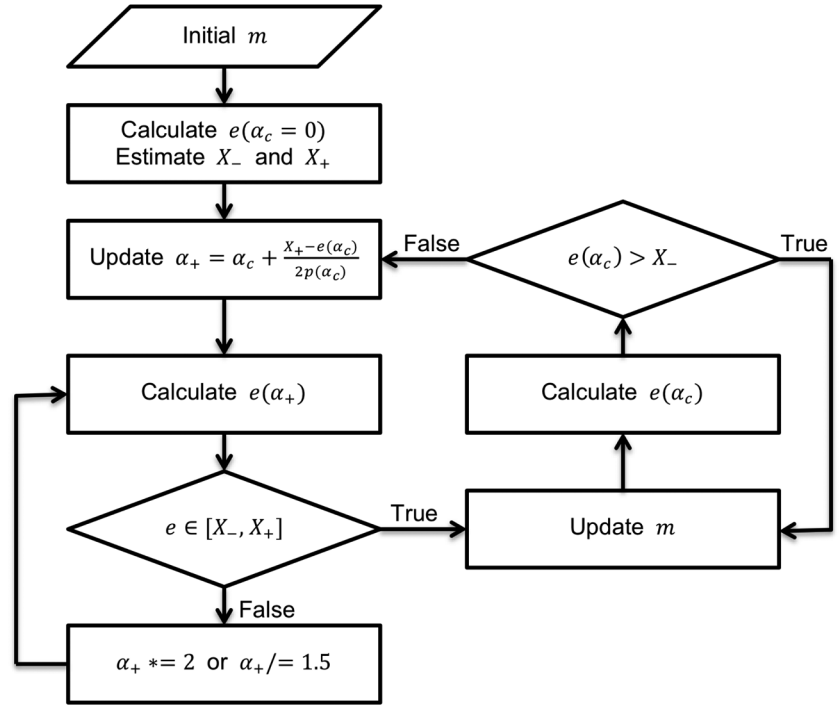 Initial m
Calculate e(α_c = 0)
Estimate X_− and X_+
Update α_+ = α_c + \frac{X_+−e(α_c)}{2p(α_c)}
False
e(α_c) > X_−
True
Calculate e(α_+)
Calculate e(α_c)
e ∈ [X_−, X_+]
True
Update m
False
α_+ *= 2 or α_+/= 1.5